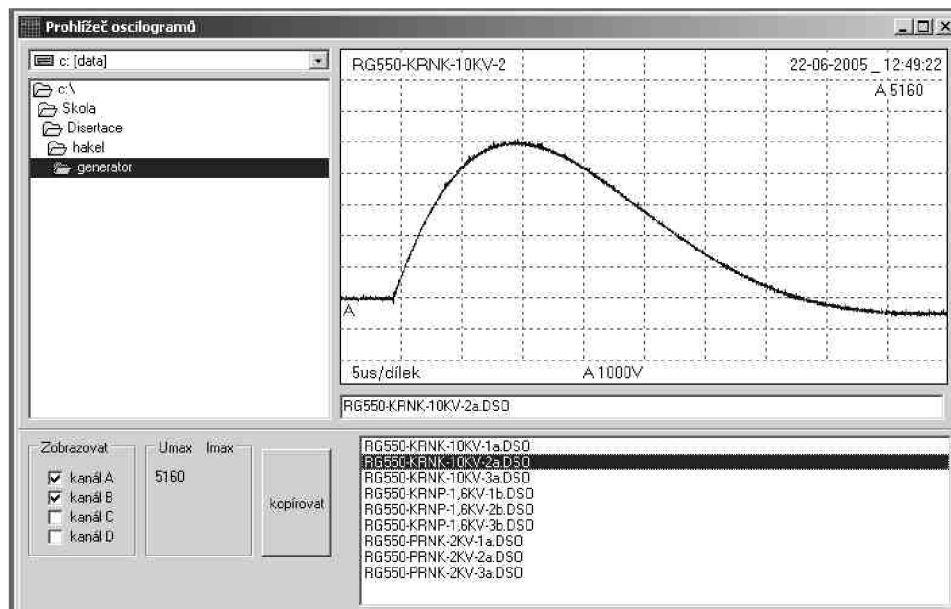 Prohlížeč oscilogramů
c: [data]
c:\
Skola
Disertace
hakel
generator
RG550-KRNK-10KV-2
22-06-2005 _ 12:49:22
A 5160
A
5us/dílek
A 1000V
RG550-KRNK-10KV-2a.DSO
Zobrazovat
kanál A
kanál B
kanál C
kanál D
Umax Imax
5160
kopírovat
RG550-KRNK-10KV-1a.DSO
RG550-KRNK-10KV-2a.DSO
RG550-KRNK-10KV-3a.DSO
RG550-KRNP-1,6KV-1b.DSO
RG550-KRNP-1,6KV-2b.DSO
RG550-KRNP-1,6KV-3b.DSO
RG550-PRNK-2KV-1a.DSO
RG550-PRNK-2KV-2a.DSO
RG550-PRNK-2KV-3a.DSO